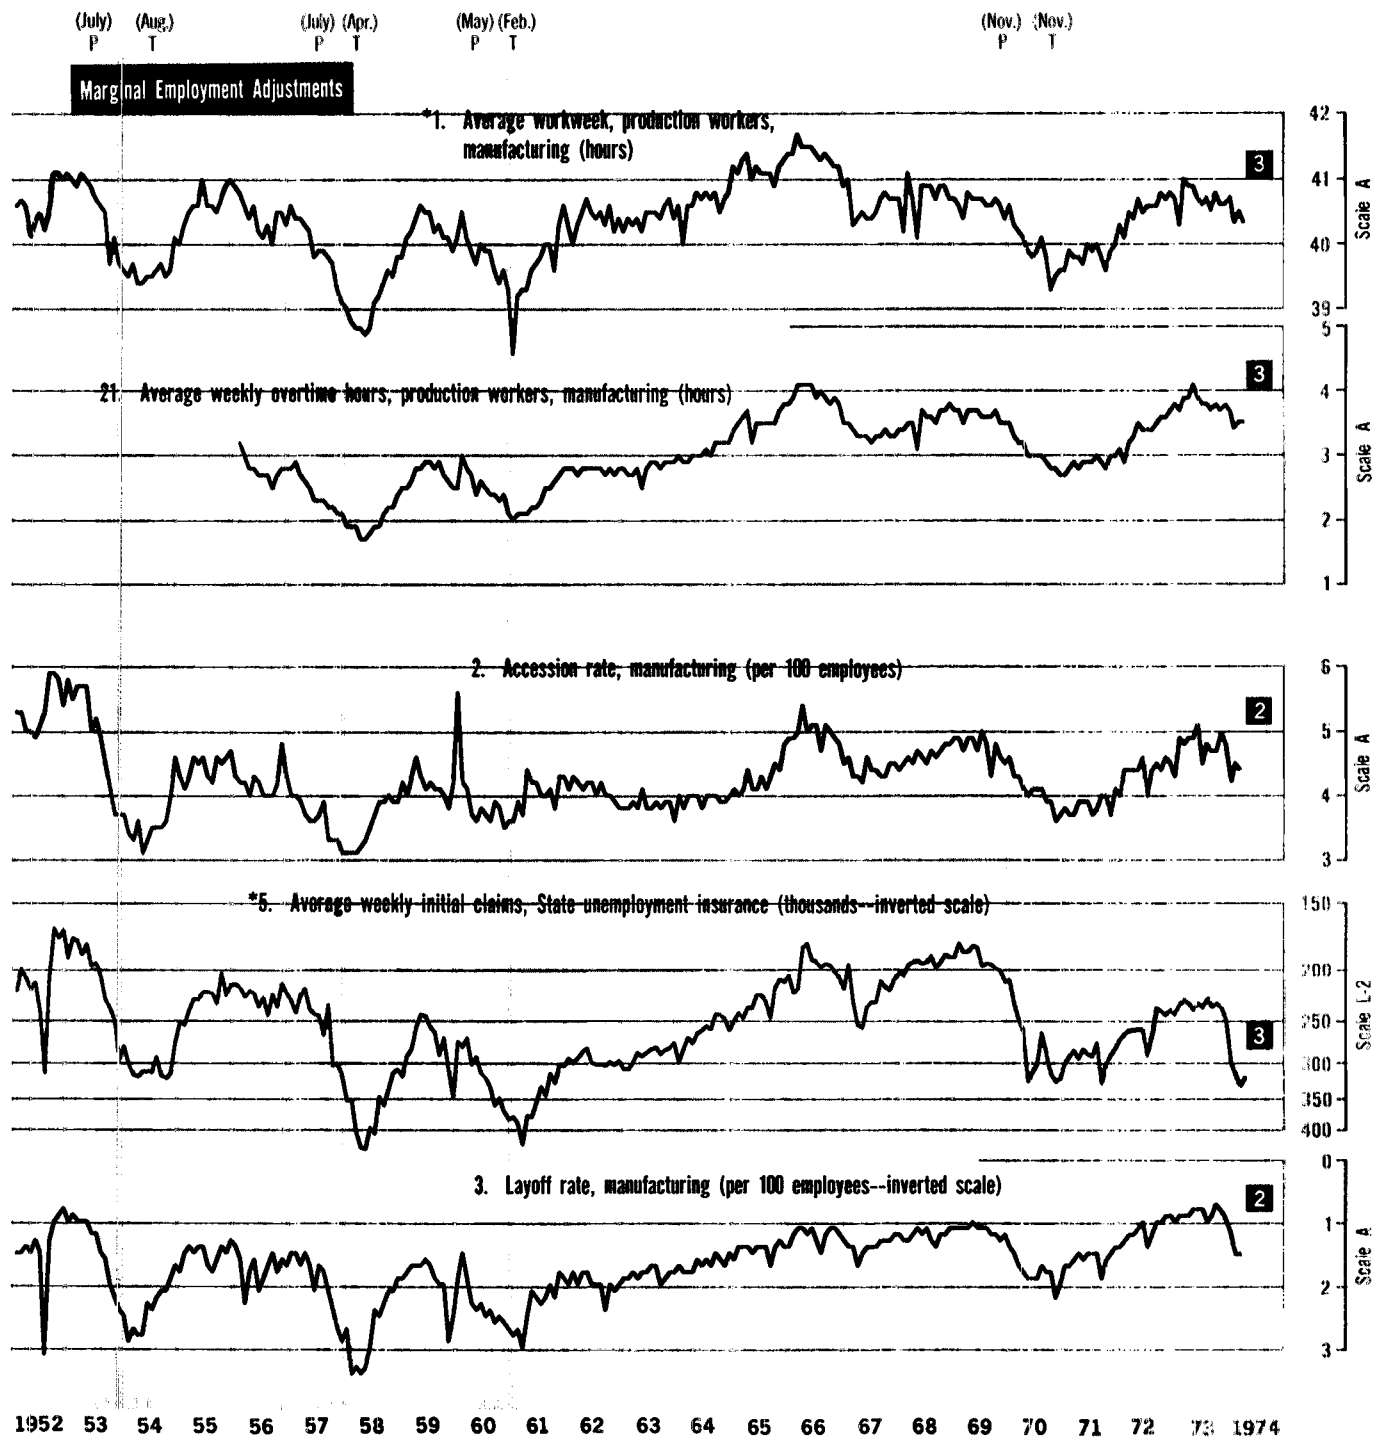 (July) (Aug.) (July) (Apr.) (May) (Feb.) (Nov.) (Nov.)
P T P T P T P T
Marginal Employment Adjustments
*1. Average workweek, production workers,
manufacturing (hours)
42
3
41
40
39
Scale A
5
21. Average weekly overtime hours, production workers, manufacturing (hours)
3
4
3
2
1
Scale A
2. Accession rate, manufacturing (per 100 employees)
6
2
5
4
3
Scale A
*5. Average weekly initial claims, State unemployment insurance (thousands--inverted scale)
150
200
250
3
300
350
400
Scale L-2
0
3. Layoff rate, manufacturing (per 100 employees--inverted scale)
2
1
2
3
Scale A
1952 53 54 55 56 57 58 59 60 61 62 63 64 65 66 67 68 69 70 71 72 73 1974